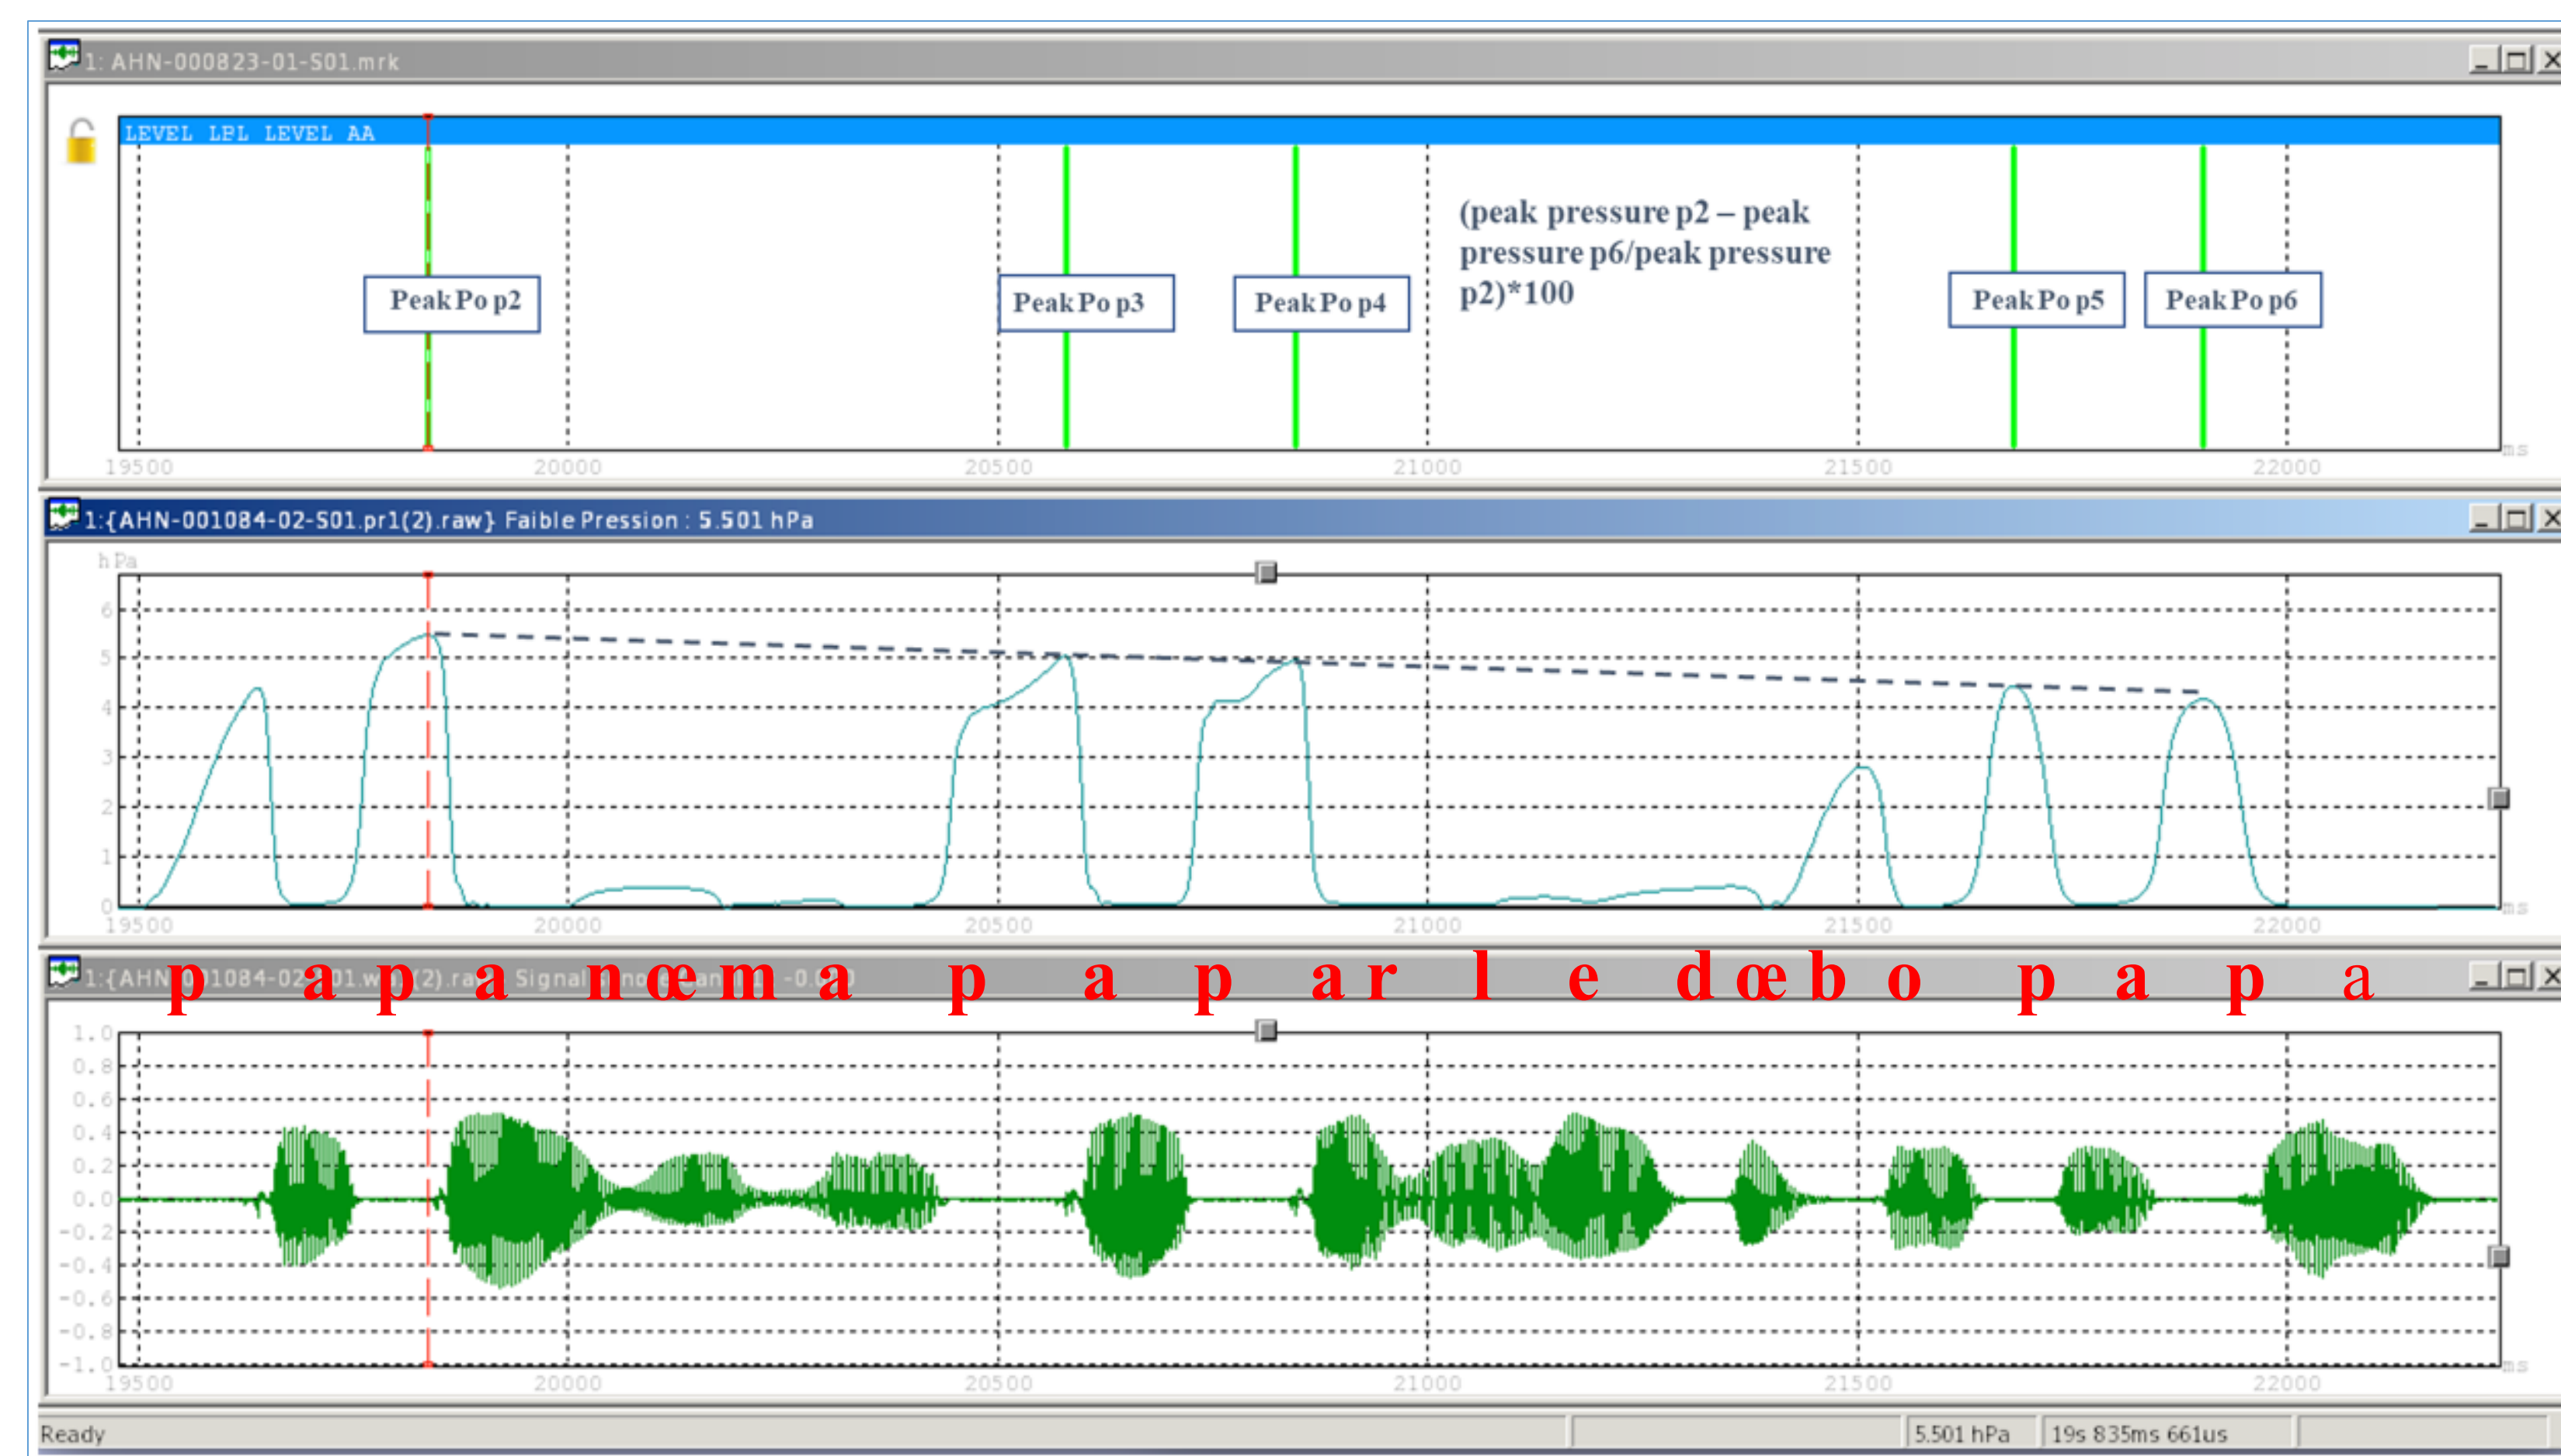 1: AHN-000823-01-S01.mrk
LEVEL LBL LEVEL AA
(peak pressure p2 – peak
pressure p6/peak pressure
p2)*100
Peak Po p2
Peak Po p3
Peak Po p4
Peak Po p5
Peak Po p6
19500 20000 20500 21000 21500 22000 ms
1:{AHN-001084-02-S01.pr1(2).raw} Faible Pression : 5.501 hPa
hPa
6
5
4
3
2
1
0
19500 20000 20500 21000 21500 22000 ms
p a p a n œ m a p a p a r l e d œ b o p a p a
1.0
0.8
0.6
0.4
0.2
0.0
-0.2
-0.4
-0.6
-0.8
-1.0
19500 20000 20500 21000 21500 22000 ms
Ready 5.501 hPa 19s 835ms 661us